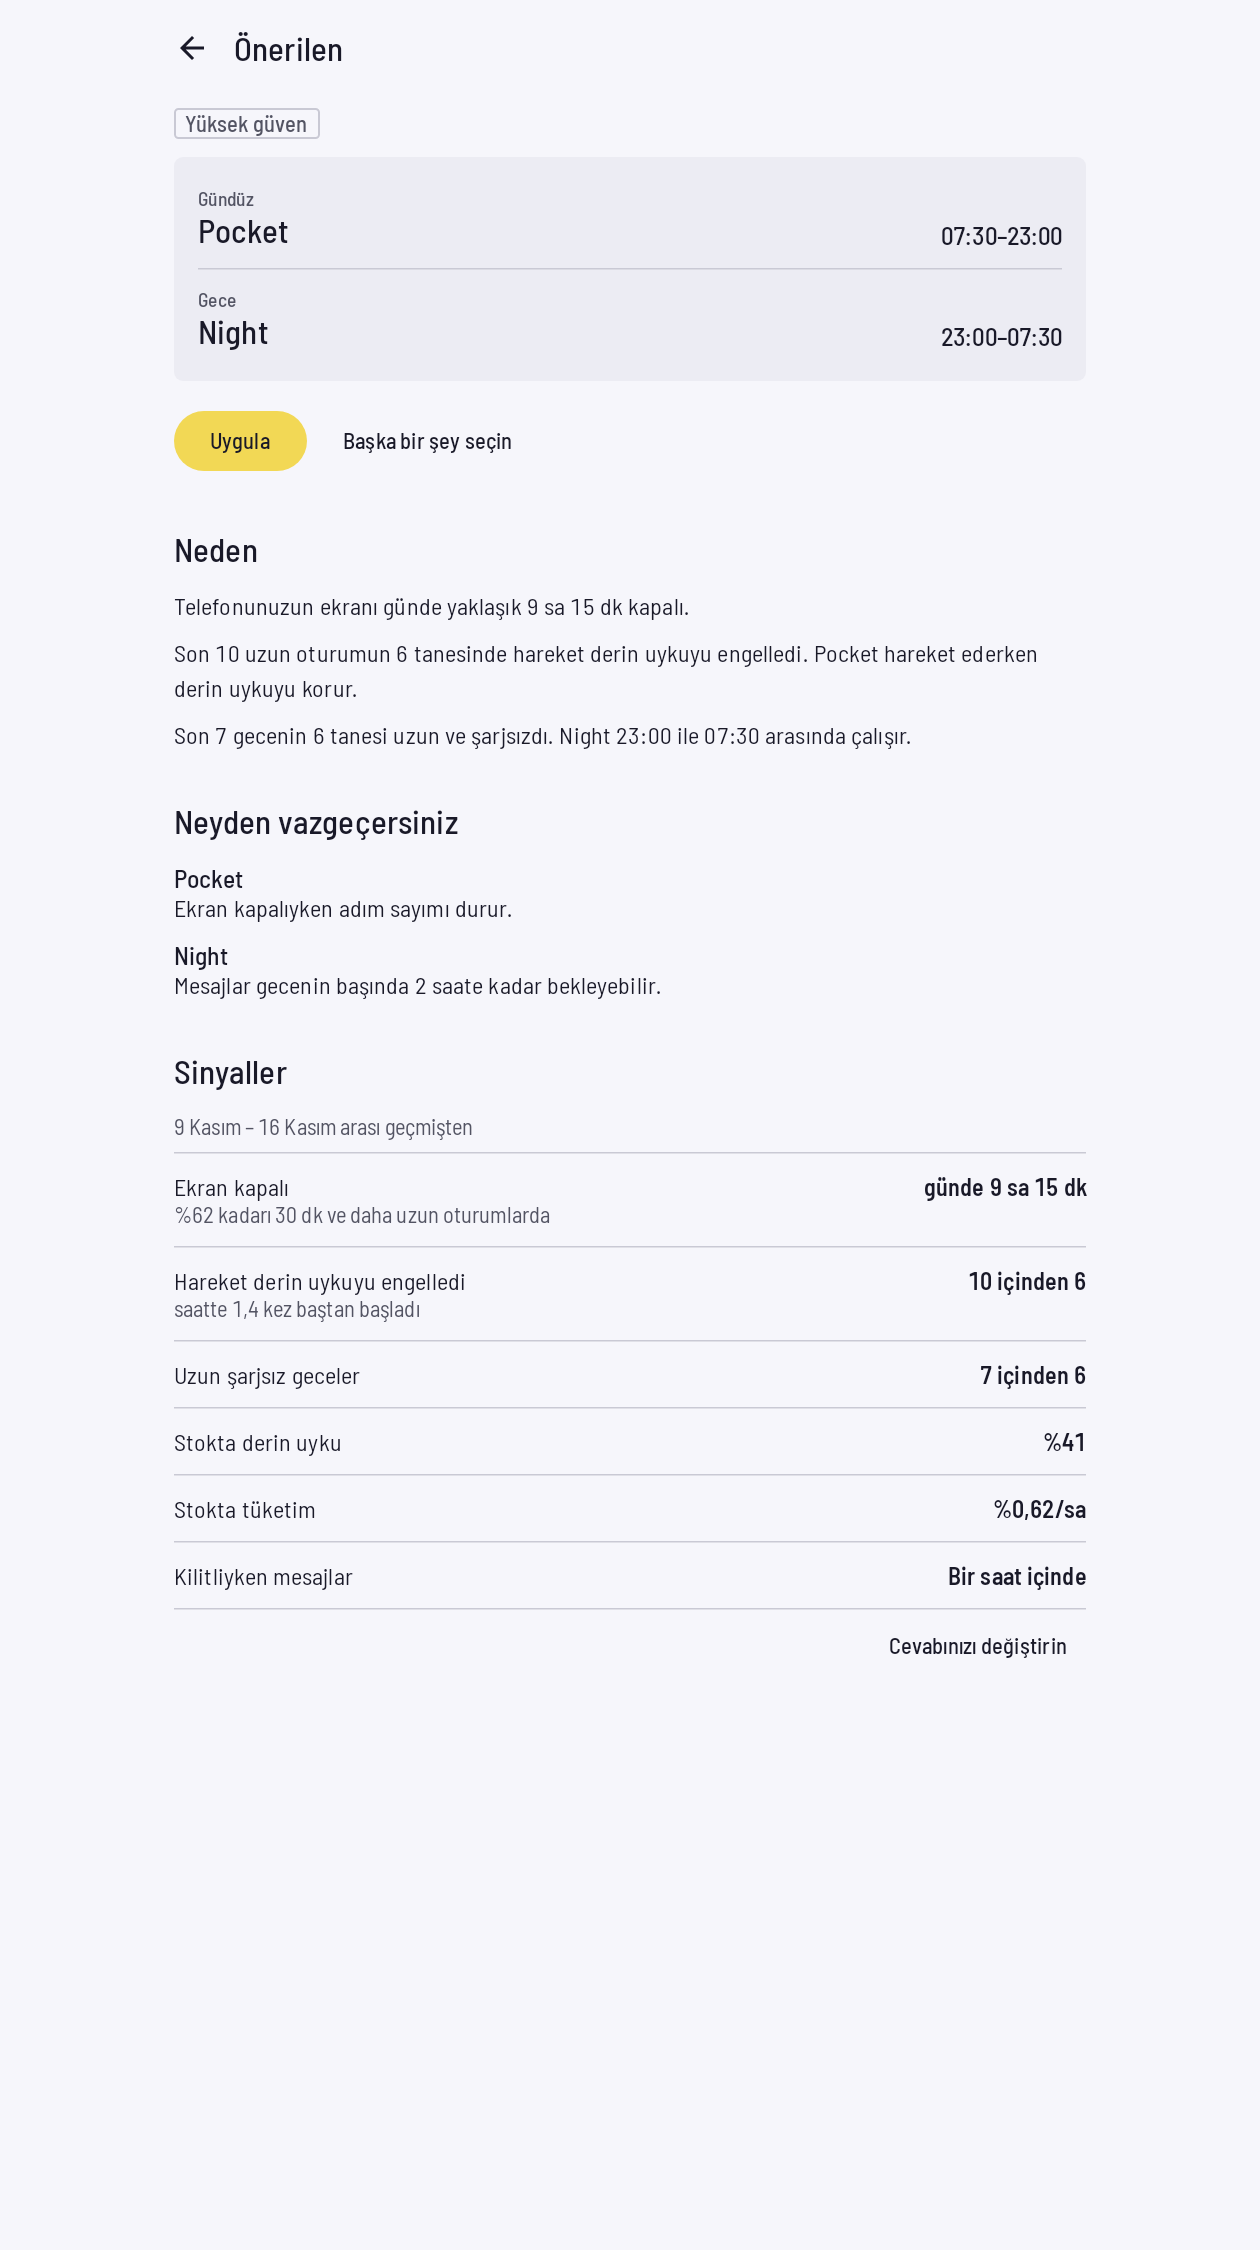 Önerilen
Yüksek güven
Gündüz
Pocket
07:30–23:00
Gece
Night
23:00–07:30
Uygula
Başka bir şey seçin
Neden
Telefonunuzun ekranı günde yaklaşık 9 sa 15 dk kapalı.
Son 10 uzun oturumun 6 tanesinde hareket derin uykuyu engelledi. Pocket hareket ederken
derin uykuyu korur.
Son 7 gecenin 6 tanesi uzun ve şarjsızdı. Night 23:00 ile 07:30 arasında çalışır.
Neyden vazgeçersiniz
Pocket
Ekran kapalıyken adım sayımı durur.
Night
Mesajlar gecenin başında 2 saate kadar bekleyebilir.
Sinyaller
9 Kasım – 16 Kasım arası geçmişten
Ekran kapalı
günde 9 sa 15 dk
%62 kadarı 30 dk ve daha uzun oturumlarda
Hareket derin uykuyu engelledi
10 içinden 6
saatte 1,4 kez baştan başladı
Uzun şarjsız geceler
7 içinden 6
Stokta derin uyku
%41
Stokta tüketim
%0,62/sa
Kilitliyken mesajlar
Bir saat içinde
Cevabınızı değiştirin